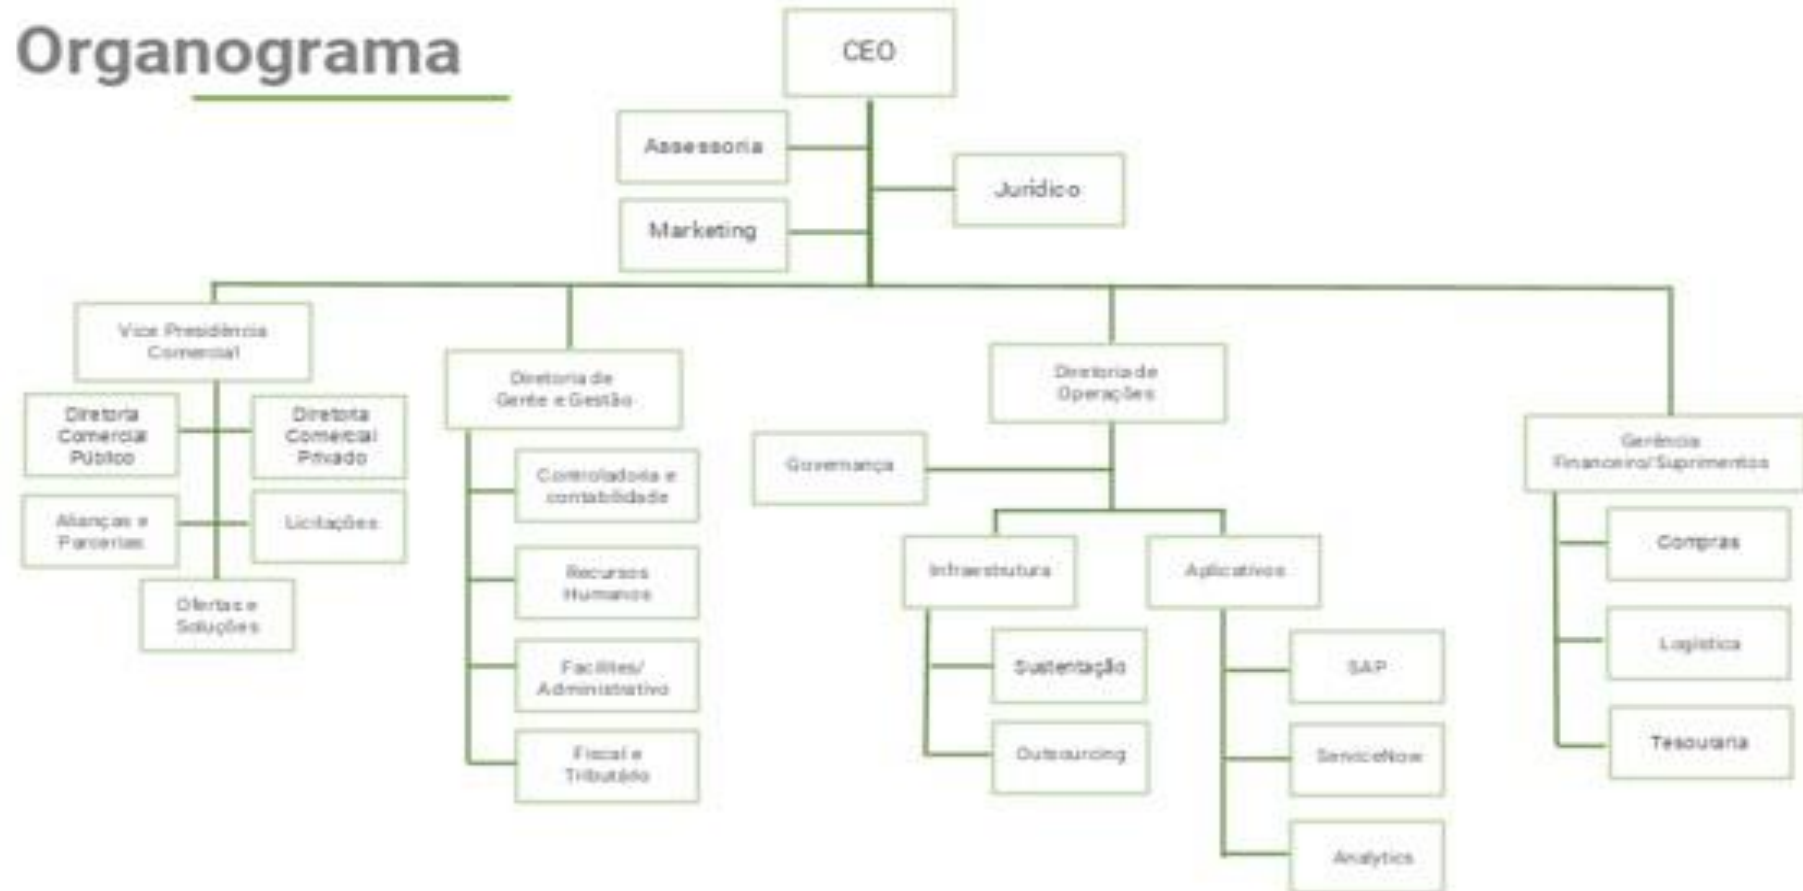 Organograma
CEO
Assessoria
Jurídico
Marketing
Vice Presidência
Comercial
Diretoria
Comercial
Público
Diretoria
Comercial
Privado
Alianças e
Parcerias
Licitações
Ofertas e
Soluções
Diretoria de
Gente e Gestão
Controladoria e
contabilidade
Recursos
Humanos
Facilities/
Administrativo
Fiscal e
Tributário
Diretoria de
Operações
Governança
Infraestrutura
Sustentação
Outsourcing
Aplicativos
SAP
ServiceNow
Analytics
Gerência
Financeiro/Suprimentos
Compras
Logística
Tesouraria